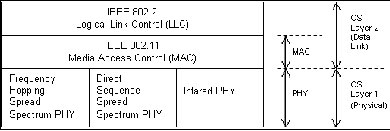 IEEE 802.2
Logical Link Control (LLC)
IEEE 802.11
Media Access Control (MAC)
Frequency
Hopping
Spread
Spectrum PHY
Direct
Sequence
Spread
Spectrum PHY
Infared PHY
MAC
PHY
OSI
Layer 2
(Data
Link)
OSI
Layer 1
(Physical)